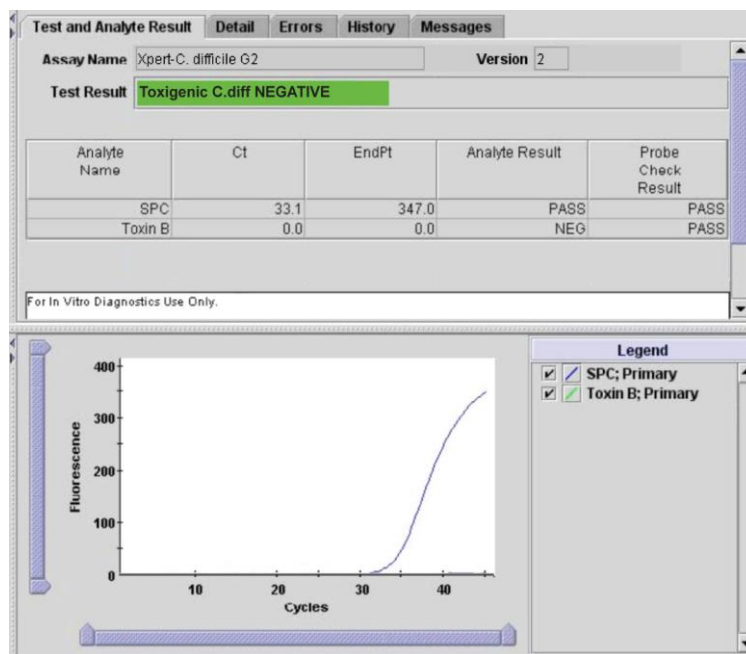 Test and Analyte Result Detail Errors History Messages
Assay Name Xpert-C. difficile G2 Version 2
Test Result Toxigenic C.diff NEGATIVE
Analyte Name Ct EndPt Analyte Result Probe Check Result
SPC 33.1 347.0 PASS PASS
Toxin B 0.0 0.0 NEG PASS
For In Vitro Diagnostics Use Only.
Legend
SPC; Primary
Toxin B; Primary
400
300
200
100
0
Fluorescence
10 20 30 40
Cycles